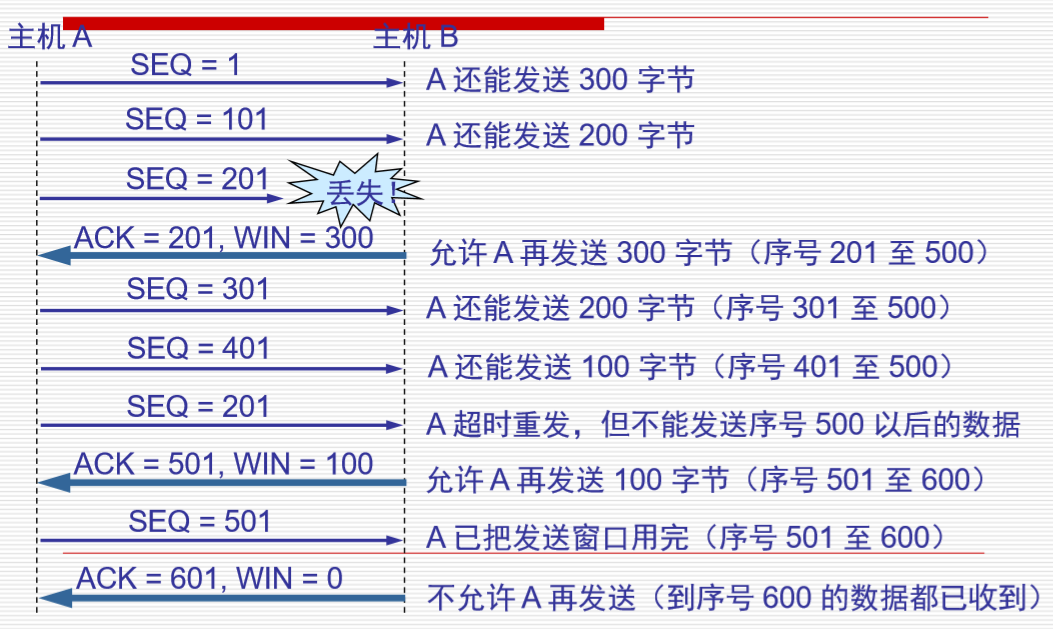 主机 A 主机 B
SEQ = 1
A 还能发送 300 字节
SEQ = 101
A 还能发送 200 字节
SEQ = 201
丢失！
ACK = 201, WIN = 300
允许 A 再发送 300 字节（序号 201 至 500）
SEQ = 301
A 还能发送 200 字节（序号 301 至 500）
SEQ = 401
A 还能发送 100 字节（序号 401 至 500）
SEQ = 201
A 超时重发，但不能发送序号 500 以后的数据
ACK = 501, WIN = 100
允许 A 再发送 100 字节（序号 501 至 600）
SEQ = 501
A 已把发送窗口用完（序号 501 至 600）
ACK = 601, WIN = 0
不允许 A 再发送（到序号 600 的数据都已收到）